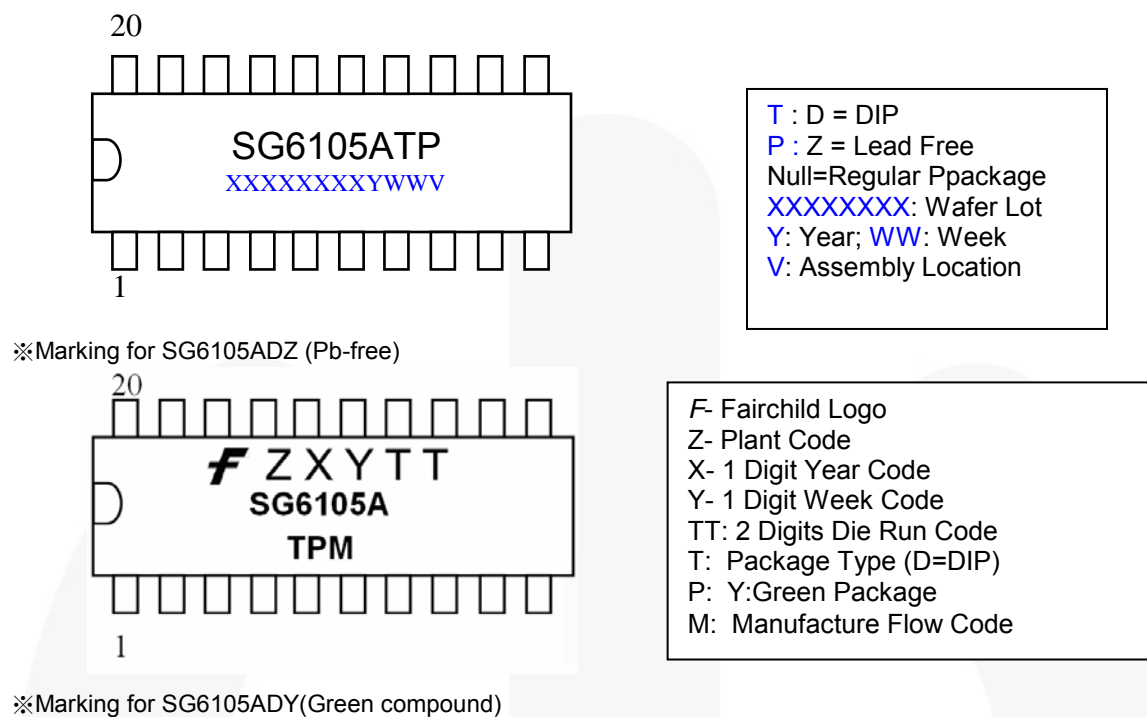 20
SG6105ATP
XXXXXXXXYWWV
1
T : D = DIP
P : Z = Lead Free
Null=Regular Ppackage
XXXXXXXX: Wafer Lot
Y: Year; WW: Week
V: Assembly Location
※Marking for SG6105ADZ (Pb-free)
20
F Z X Y T T
SG6105A
TPM
1
F- Fairchild Logo
Z- Plant Code
X- 1 Digit Year Code
Y- 1 Digit Week Code
TT: 2 Digits Die Run Code
T: Package Type (D=DIP)
P: Y:Green Package
M: Manufacture Flow Code
※Marking for SG6105ADY(Green compound)